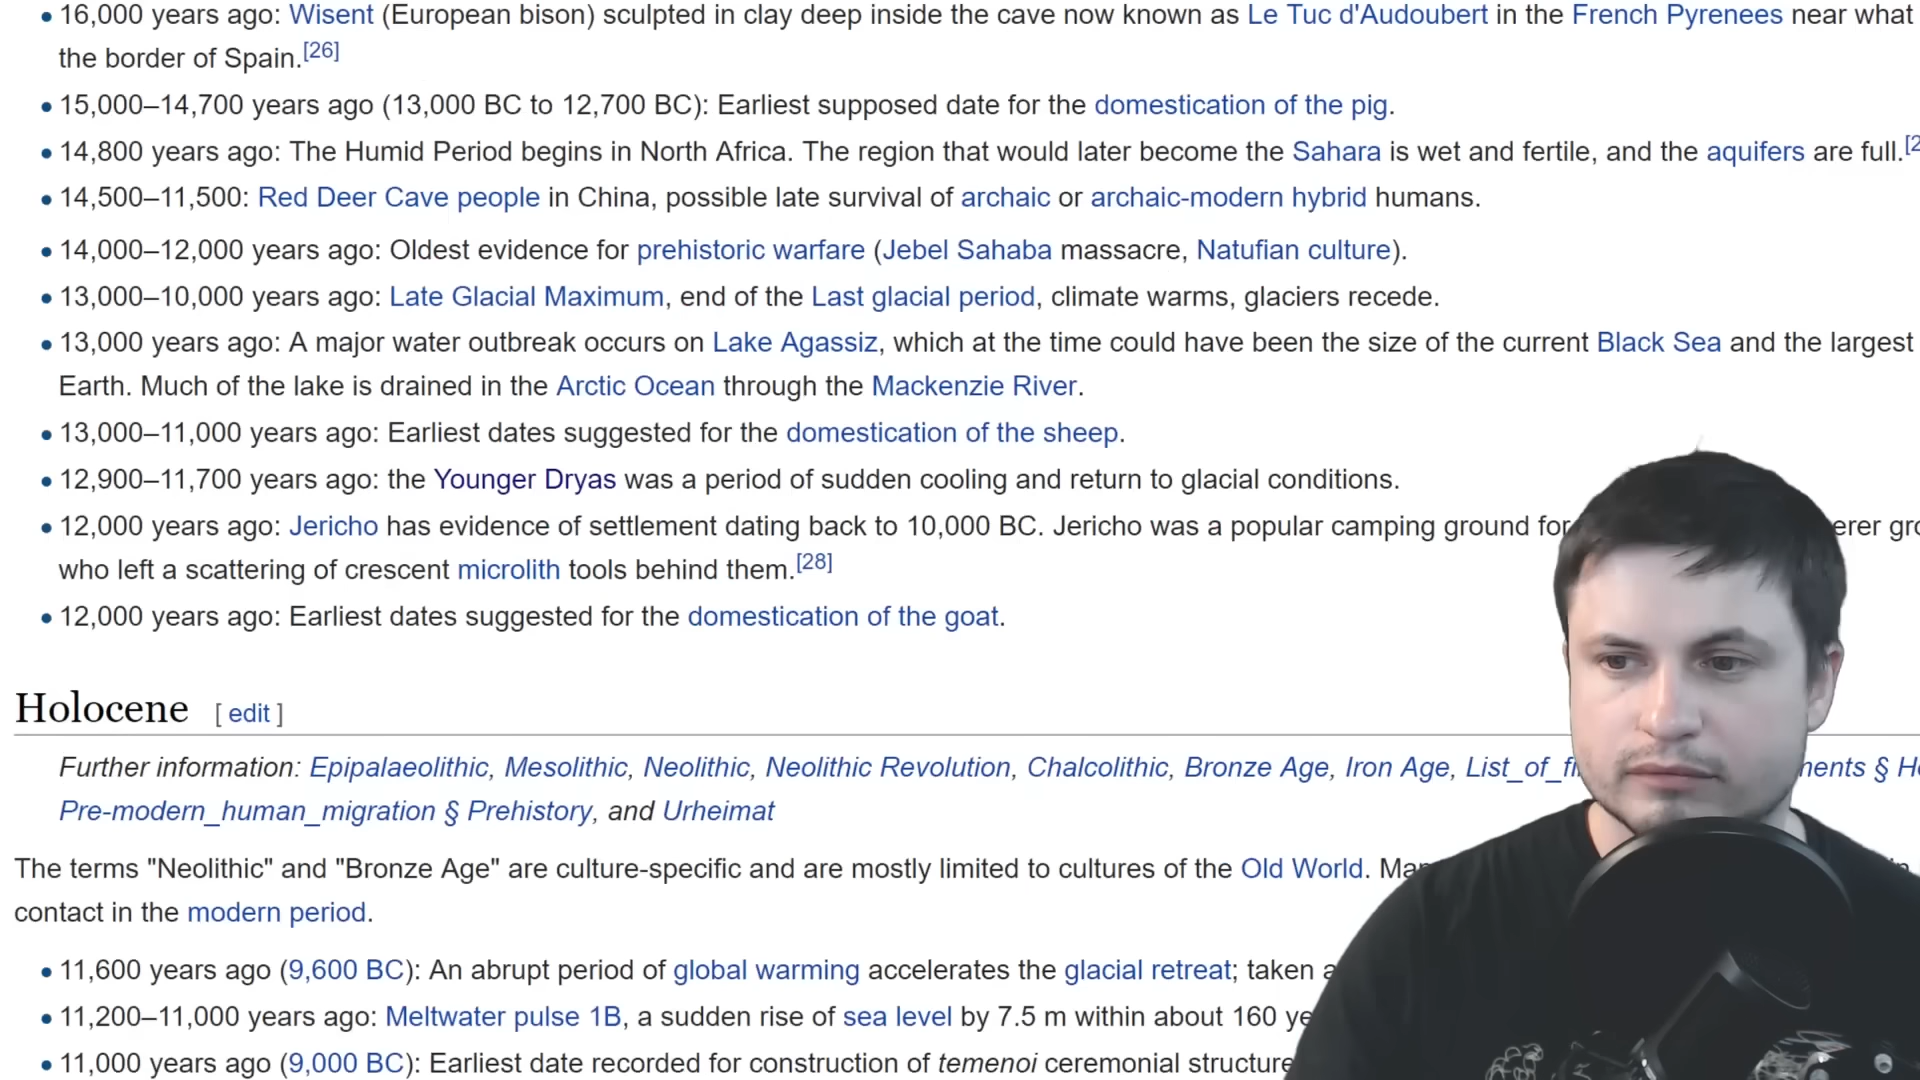 • 16,000 years ago: Wisent (European bison) sculpted in clay deep inside the cave now known as Le Tuc d'Audoubert in the French Pyrenees near what
the border of Spain.[26]
• 15,000–14,700 years ago (13,000 BC to 12,700 BC): Earliest supposed date for the domestication of the pig.
• 14,800 years ago: The Humid Period begins in North Africa. The region that would later become the Sahara is wet and fertile, and the aquifers are full.[2
• 14,500–11,500: Red Deer Cave people in China, possible late survival of archaic or archaic-modern hybrid humans.
• 14,000–12,000 years ago: Oldest evidence for prehistoric warfare (Jebel Sahaba massacre, Natufian culture).
• 13,000–10,000 years ago: Late Glacial Maximum, end of the Last glacial period, climate warms, glaciers recede.
• 13,000 years ago: A major water outbreak occurs on Lake Agassiz, which at the time could have been the size of the current Black Sea and the largest
Earth. Much of the lake is drained in the Arctic Ocean through the Mackenzie River.
• 13,000–11,000 years ago: Earliest dates suggested for the domestication of the sheep.
• 12,900–11,700 years ago: the Younger Dryas was a period of sudden cooling and return to glacial conditions.
• 12,000 years ago: Jericho has evidence of settlement dating back to 10,000 BC. Jericho was a popular camping ground for erer gro
who left a scattering of crescent microlith tools behind them.[28]
• 12,000 years ago: Earliest dates suggested for the domestication of the goat.
Holocene [ edit ]
Further information: Epipalaeolithic, Mesolithic, Neolithic, Neolithic Revolution, Chalcolithic, Bronze Age, Iron Age, List_of_fi ments §
Pre-modern_human_migration § Prehistory, and Urheimat
The terms "Neolithic" and "Bronze Age" are culture-specific and are mostly limited to cultures of the Old World.
contact in the modern period.
• 11,600 years ago (9,600 BC): An abrupt period of global warming accelerates the glacial retreat; taken
• 11,200–11,000 years ago: Meltwater pulse 1B, a sudden rise of sea level by 7.5 m within about 160 ye
• 11,000 years ago (9,000 BC): Earliest date recorded for construction of temenoi ceremonial structure